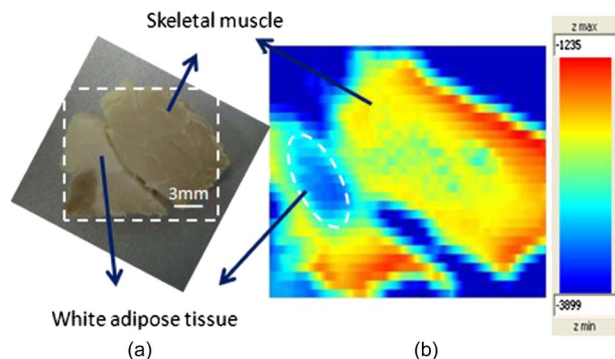 Skeletal muscle
z max
-1235
3mm
-3899
z min
White adipose tissue
(a)
(b)